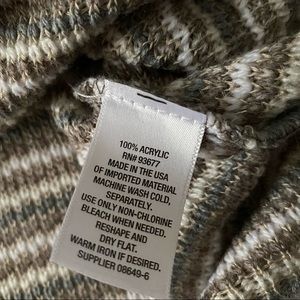 100% ACRYLIC
RN# 93677
MADE IN THE USA
OF IMPORTED MATERIAL
MACHINE WASH COLD,
SEPARATELY.
USE ONLY NON-CHLORINE
BLEACH WHEN NEEDED.
RESHAPE AND
DRY FLAT.
WARM IRON IF DESIRED.
SUPPLIER 08649-6